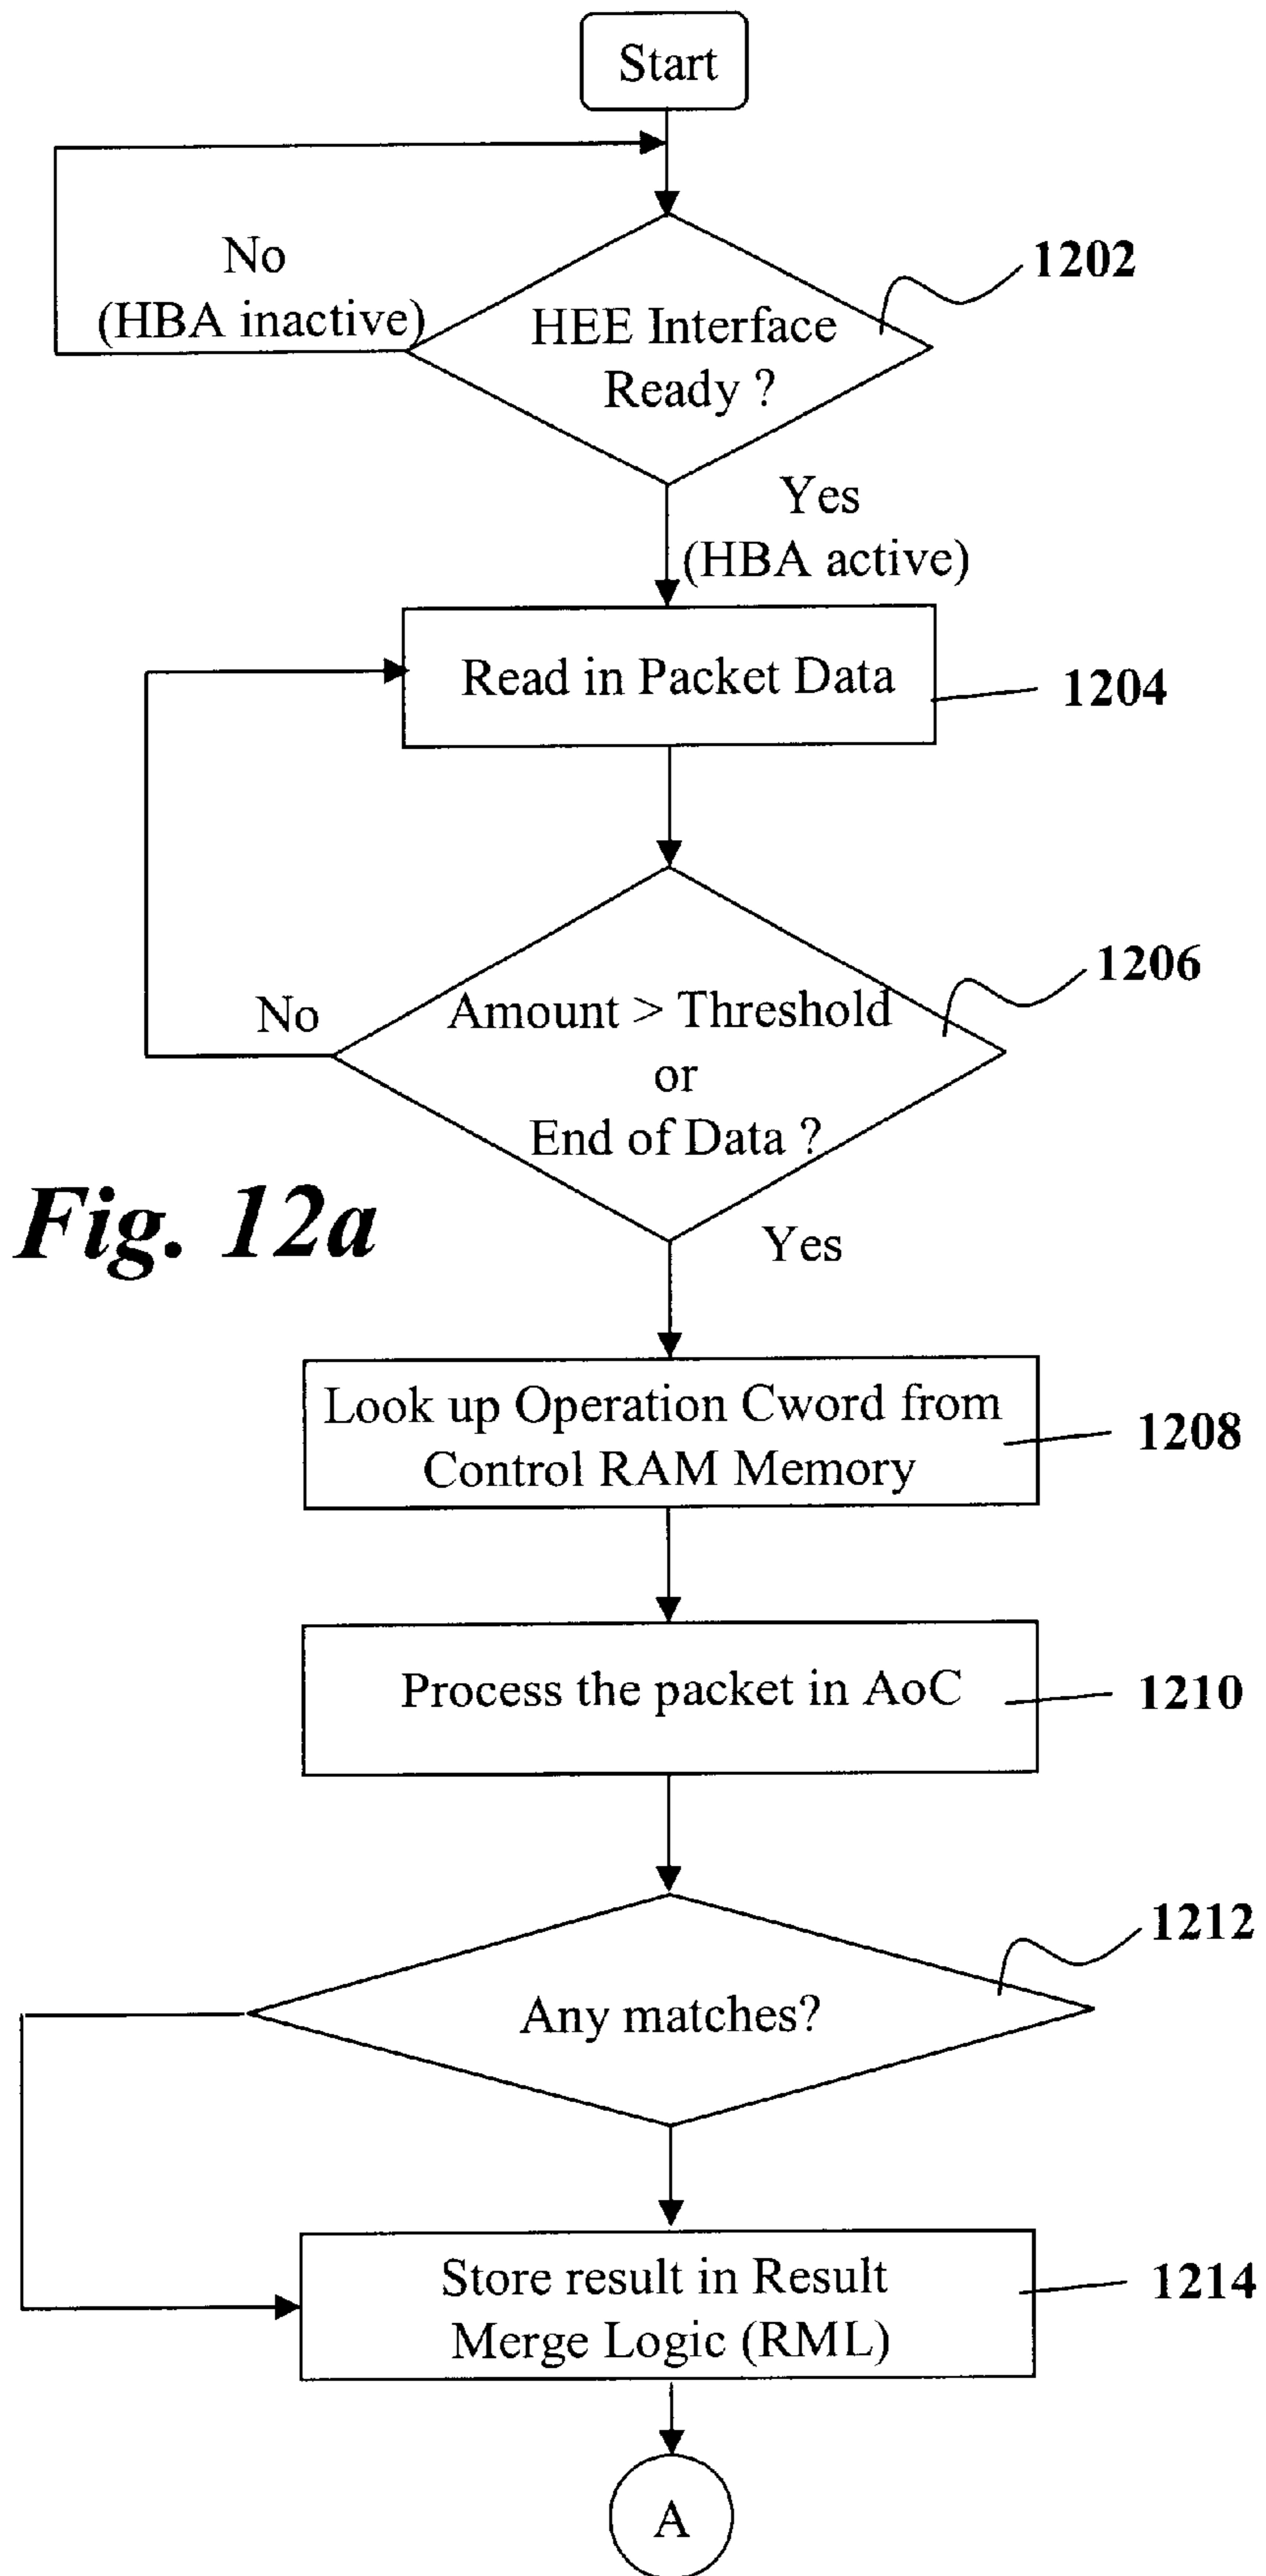 Start
No
(HBA inactive)
1202
HEE Interface
Ready ?
Yes
(HBA active)
Read in Packet Data
1204
1206
No
Amount > Threshold
or
End of Data ?
Fig. 12a
Yes
Look up Operation Cword from
Control RAM Memory
1208
Process the packet in AoC
1210
1212
Any matches?
Store result in Result
Merge Logic (RML)
1214
A